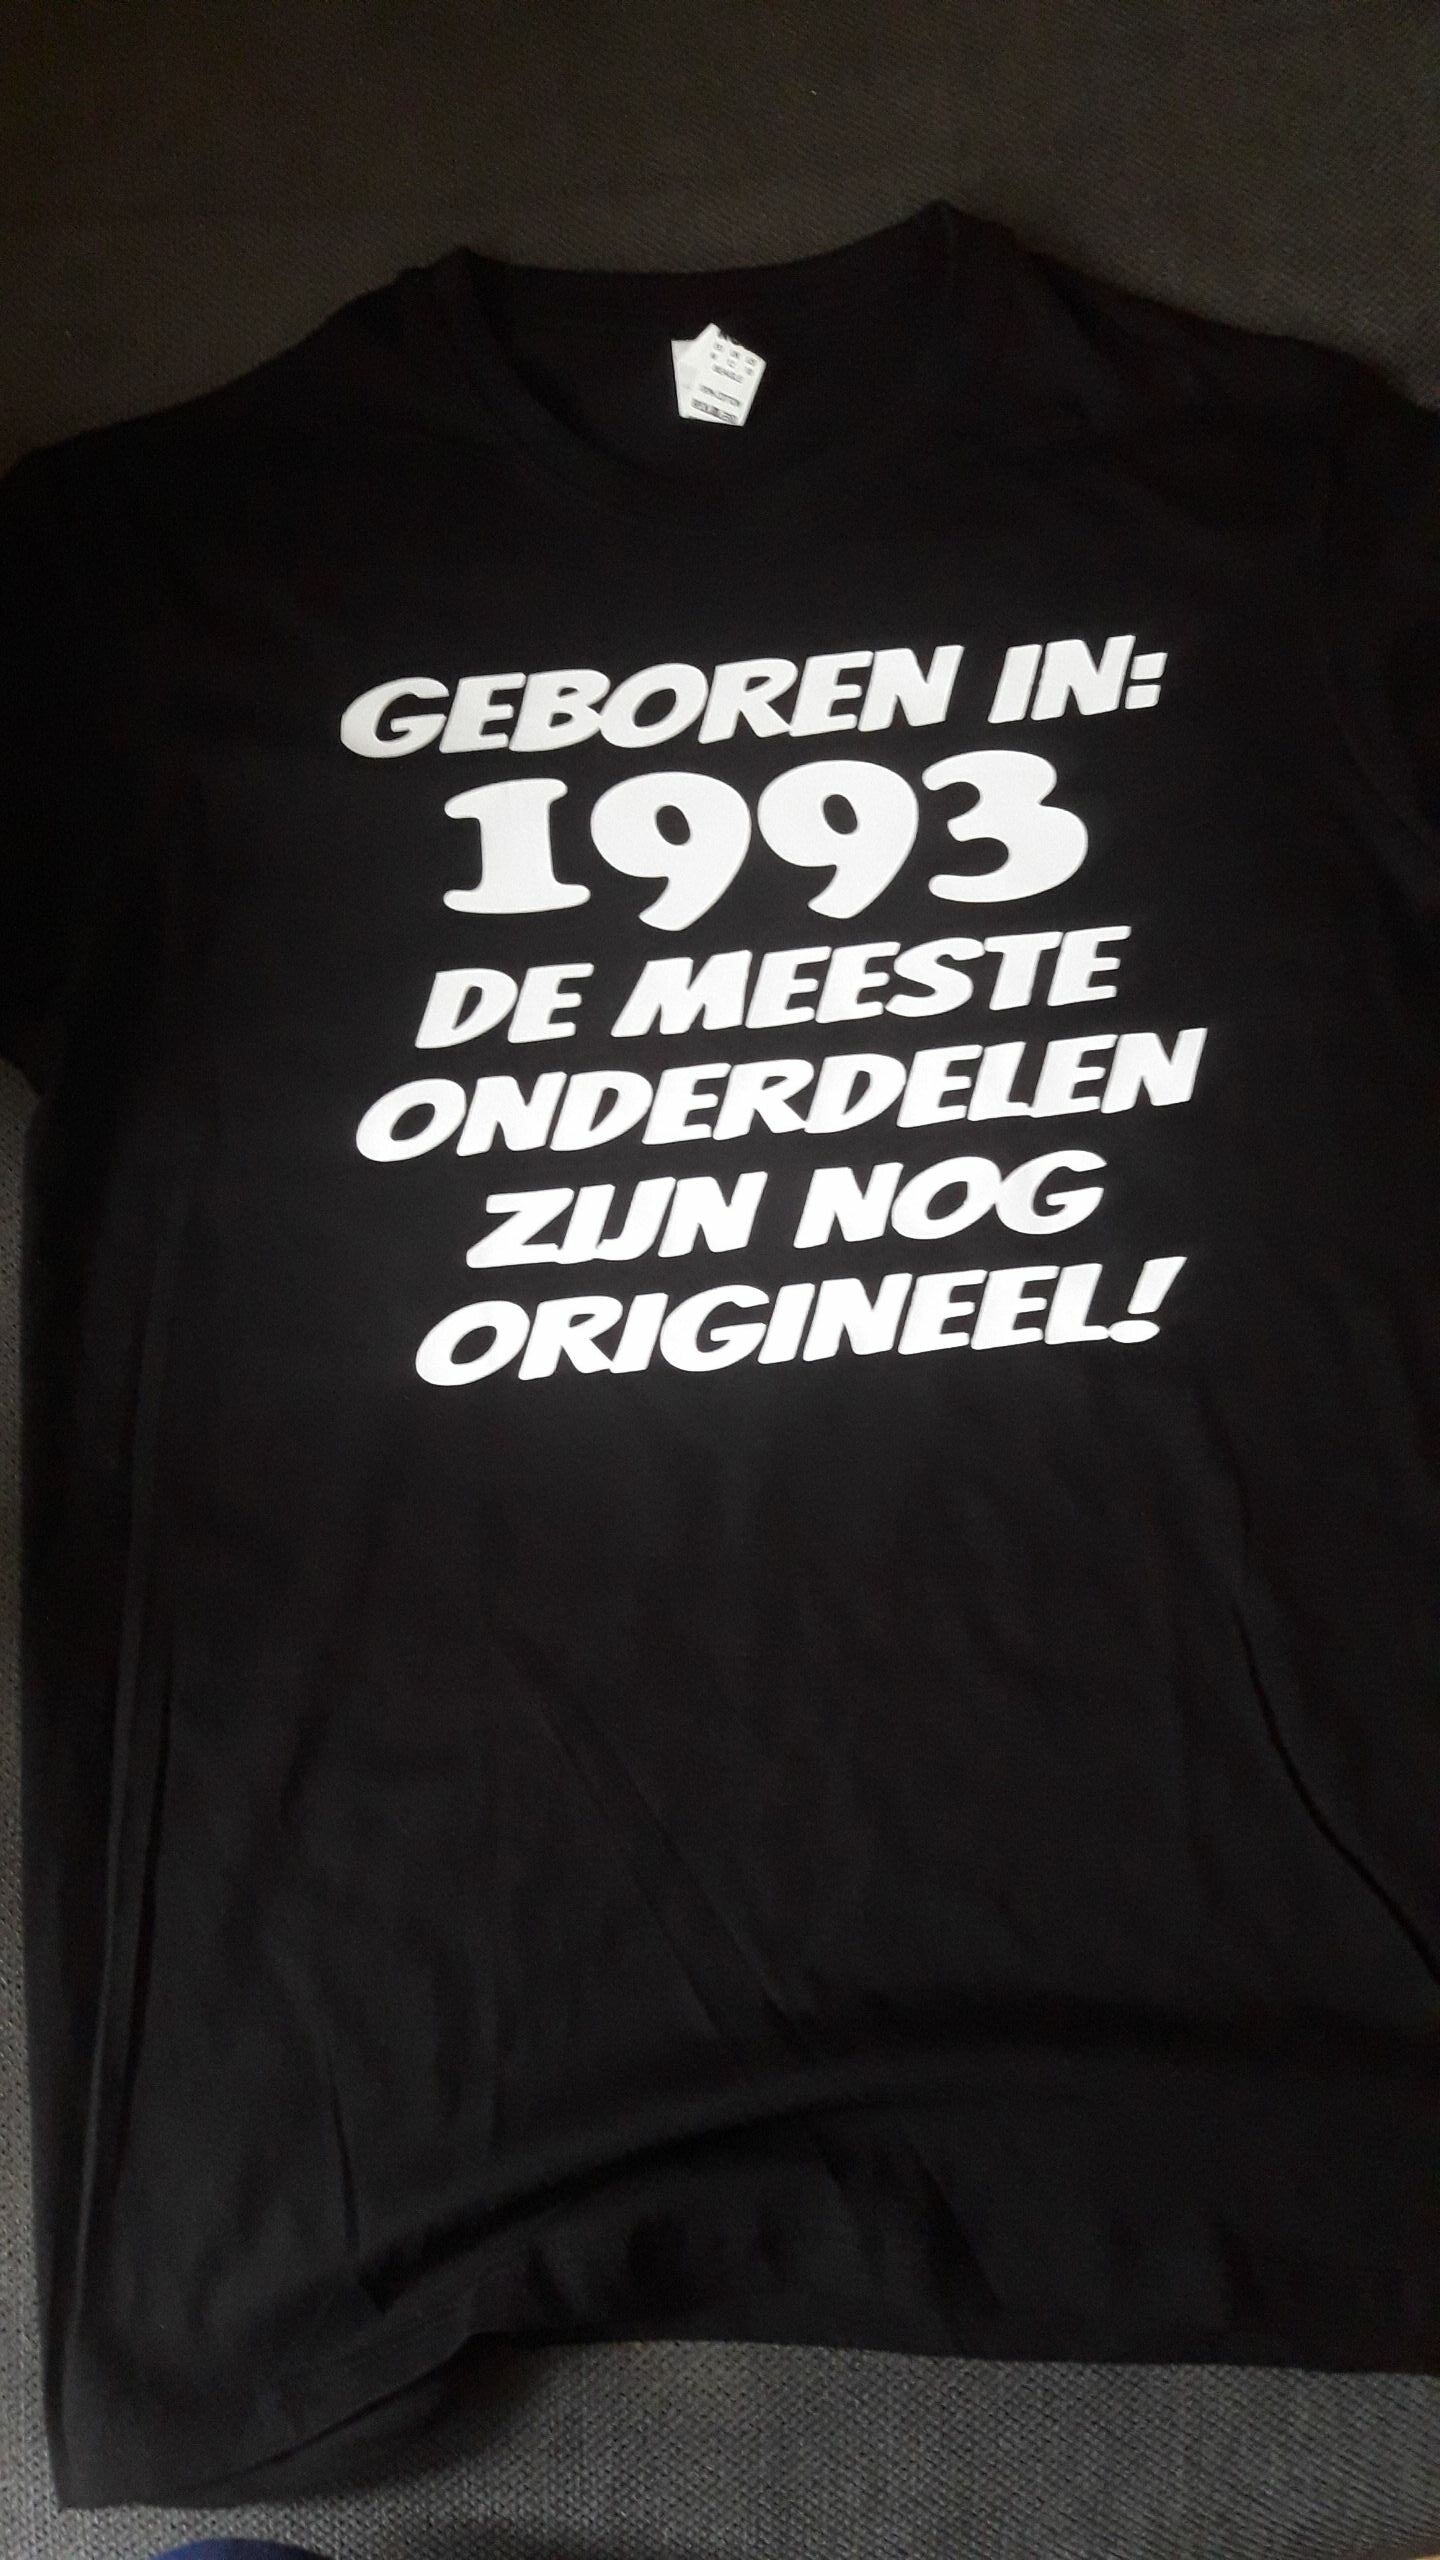 GEBOREN IN:
1993
DE MEESTE
ONDERDELEN
ZIJN NOG
ORIGINEEL!